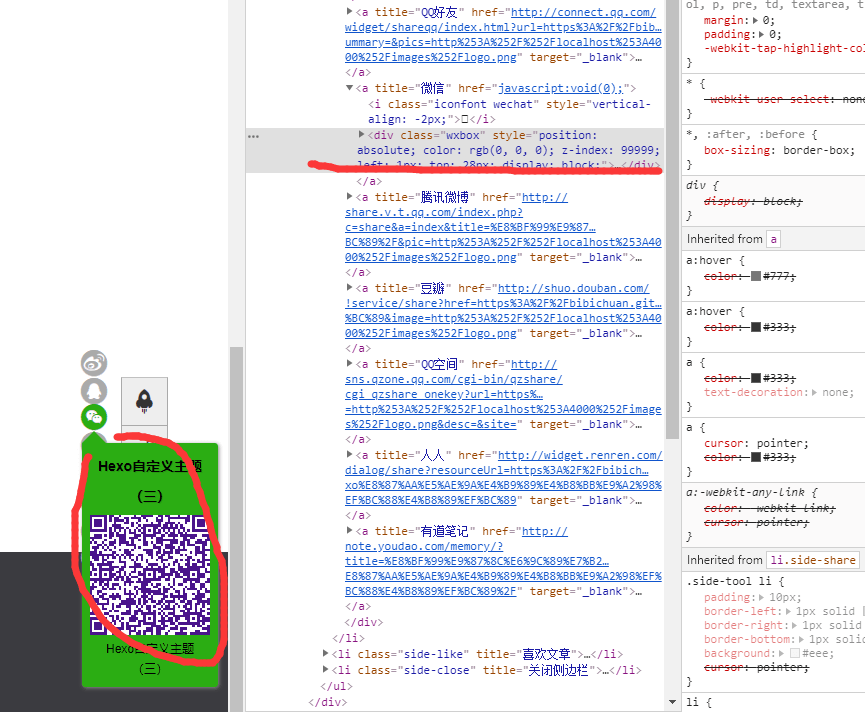 Hexo自定义主题
（三）
Hexo自定义主题
（三）
<a title="QQ好友" href="http://connect.qq.com/
widget/shareqq/index.html?url=https%3A%2F%2Fbib…
ummary=&pics=http%253A%252F%252Flocalhost%253A4
000%252Fimages%252Flogo.png" target="_blank">…
</a>
<a title="微信" href="javascript:void(0);">
<i class="iconfont wechat" style="vertical-
align: -2px;"></i>
<div class="wxbox" style="position:
absolute; color: rgb(0, 0, 0); z-index: 99999;
left: 1px; top: 28px; display: block;">…</div>
</a>
<a title="腾讯微博" href="http://
share.v.t.qq.com/index.php?
c=share&a=index&title=%E8%BF%99%E9%87…
BC%89%2F&pic=http%253A%252F%252Flocalhost%253A4
000%252Fimages%252Flogo.png" target="_blank">…
</a>
<a title="豆瓣" href="http://shuo.douban.com/
!service/share?href=https%3A%2F%2Fbibichuan.git…
%BC%89&image=http%253A%252F%252Flocalhost%253A4
000%252Fimages%252Flogo.png" target="_blank">…
</a>
<a title="QQ空间" href="http://
sns.qzone.qq.com/cgi-bin/qzshare/
cgi_qzshare_onekey?url=https%…
=http%253A%252F%252Flocalhost%253A4000%252Fimage
s%252Flogo.png&desc=&site=" target="_blank">…
</a>
<a title="人人" href="http://widget.renren.com/
dialog/share?resourceUrl=https%3A%2F%2Fbibich…
xo%E8%87%AA%E5%AE%9A%E4%B9%89%E4%B8%BB%E9%A2%98%
EF%BC%88%E4%B8%89%EF%BC%89" target="_blank">…
</a>
<a title="有道笔记" href="http://
note.youdao.com/memory/?
title=%E8%BF%99%E9%87%8C%E6%9C%89%E7%B2…
E8%87%AA%E5%AE%9A%E4%B9%89%E4%B8%BB%E9%A2%98%EF%
BC%88%E4%B8%89%EF%BC%89%2F" target="_blank">…
</a>
</div>
</li>
<li class="side-like" title="喜欢文章">…</li>
<li class="side-close" title="关闭侧边栏">…</li>
</ul>
</div>
ol, p, pre, td, textarea, t
margin: 0;
padding: 0;
-webkit-tap-highlight-col
}
* {
-webkit-user-select: none
}
*, :after, :before {
box-sizing: border-box;
}
div {
display: block;
}
Inherited from a
a:hover {
color: #777;
}
a:hover {
color: #333;
}
a {
color: #333;
text-decoration: none;
}
a {
cursor: pointer;
color: #333;
}
a:-webkit-any-link {
color: -webkit-link;
cursor: pointer;
}
Inherited from li.side-share
.side-tool li {
padding: 10px;
border-left: 1px solid
border-right: 1px solid
border-bottom: 1px solid
background: #eee;
cursor: pointer;
}
li {